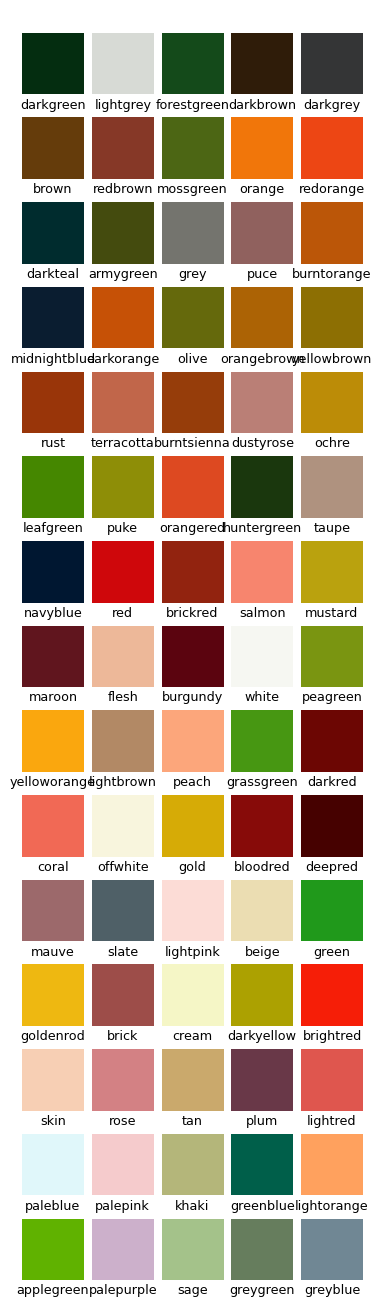 darkgreen lightgrey forestgreen darkbrown darkgrey
brown redbrown mossgreen orange redorange
darkteal armygreen grey puce burntorange
midnightblue darkorange olive orangebrown yellowbrown
rust terracotta burntsienna dustyrose ochre
leafgreen puke orangered huntergreen taupe
navyblue red brickred salmon mustard
maroon flesh burgundy white peagreen
yelloworange lightbrown peach grassgreen darkred
coral offwhite gold bloodred deepred
mauve slate lightpink beige green
goldenrod brick cream darkyellow brightred
skin rose tan plum lightred
paleblue palepink khaki greenblue lightorange
applegreen palepurple sage greygreen greyblue